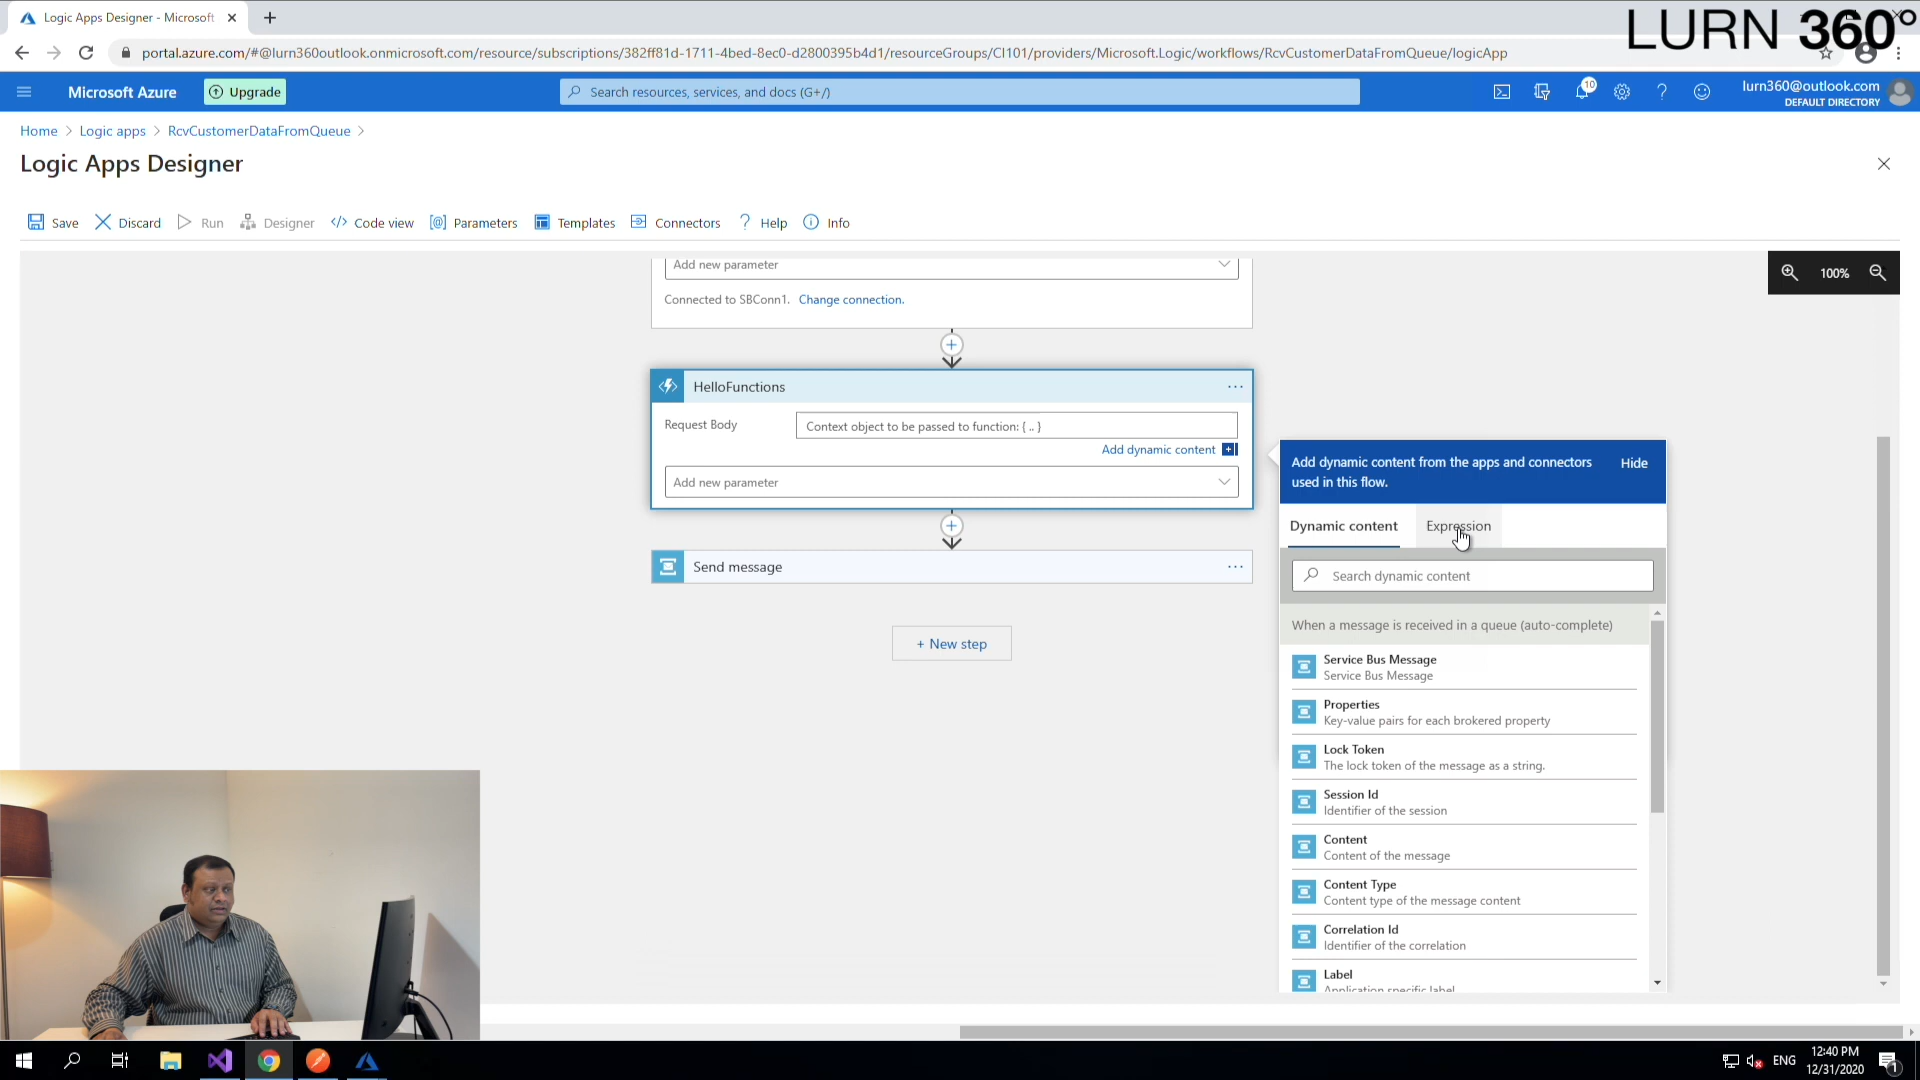 Logic Apps Designer - Microsoft
LURN 360°
portal.azure.com/#@lurn360outlook.onmicrosoft.com/resource/subscriptions/382ff81d-1711-4bed-8ec0-d2800395b4d1/resourceGroups/CI101/providers/Microsoft.Logic/workflows/RcvCustomerDataFromQueue/logicApp
Microsoft Azure
Upgrade
Search resources, services, and docs (G+/)
10
lurn360@outlook.com
DEFAULT DIRECTORY
Home > Logic apps > RcvCustomerDataFromQueue >
Logic Apps Designer
Save
Discard
Run
Designer
Code view
Parameters
Templates
Connectors
Help
Info
100%
Add new parameter
Connected to SBConn1. Change connection.
HelloFunctions
Request Body
Context object to be passed to function: { .. }
Add dynamic content
Add new parameter
Send message
+ New step
Add dynamic content from the apps and connectors
used in this flow.
Hide
Dynamic content
Expression
Search dynamic content
When a message is received in a queue (auto-complete)
Service Bus Message
Service Bus Message
Properties
Key-value pairs for each brokered property
Lock Token
The lock token of the message as a string.
Session Id
Identifier of the session
Content
Content of the message
Content Type
Content type of the message content
Correlation Id
Identifier of the correlation
Label
Application specific label
ENG
12:40 PM
12/31/2020
1